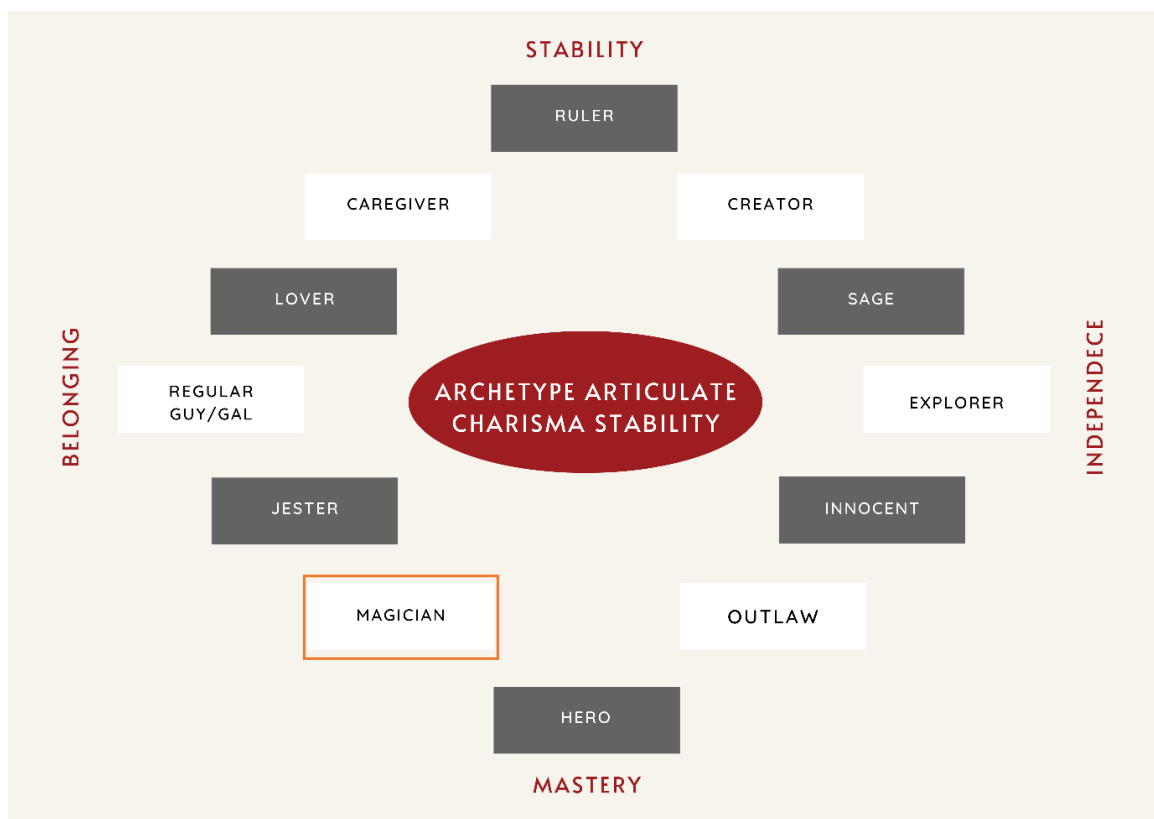 STABILITY
RULER
CAREGIVER
CREATOR
LOVER
SAGE
BELONGING
REGULAR
GUY/GAL
ARCHETYPE ARTICULATE
CHARISMA STABILITY
EXPLORER
INDEPENDECE
JESTER
INNOCENT
MAGICIAN
OUTLAW
HERO
MASTERY